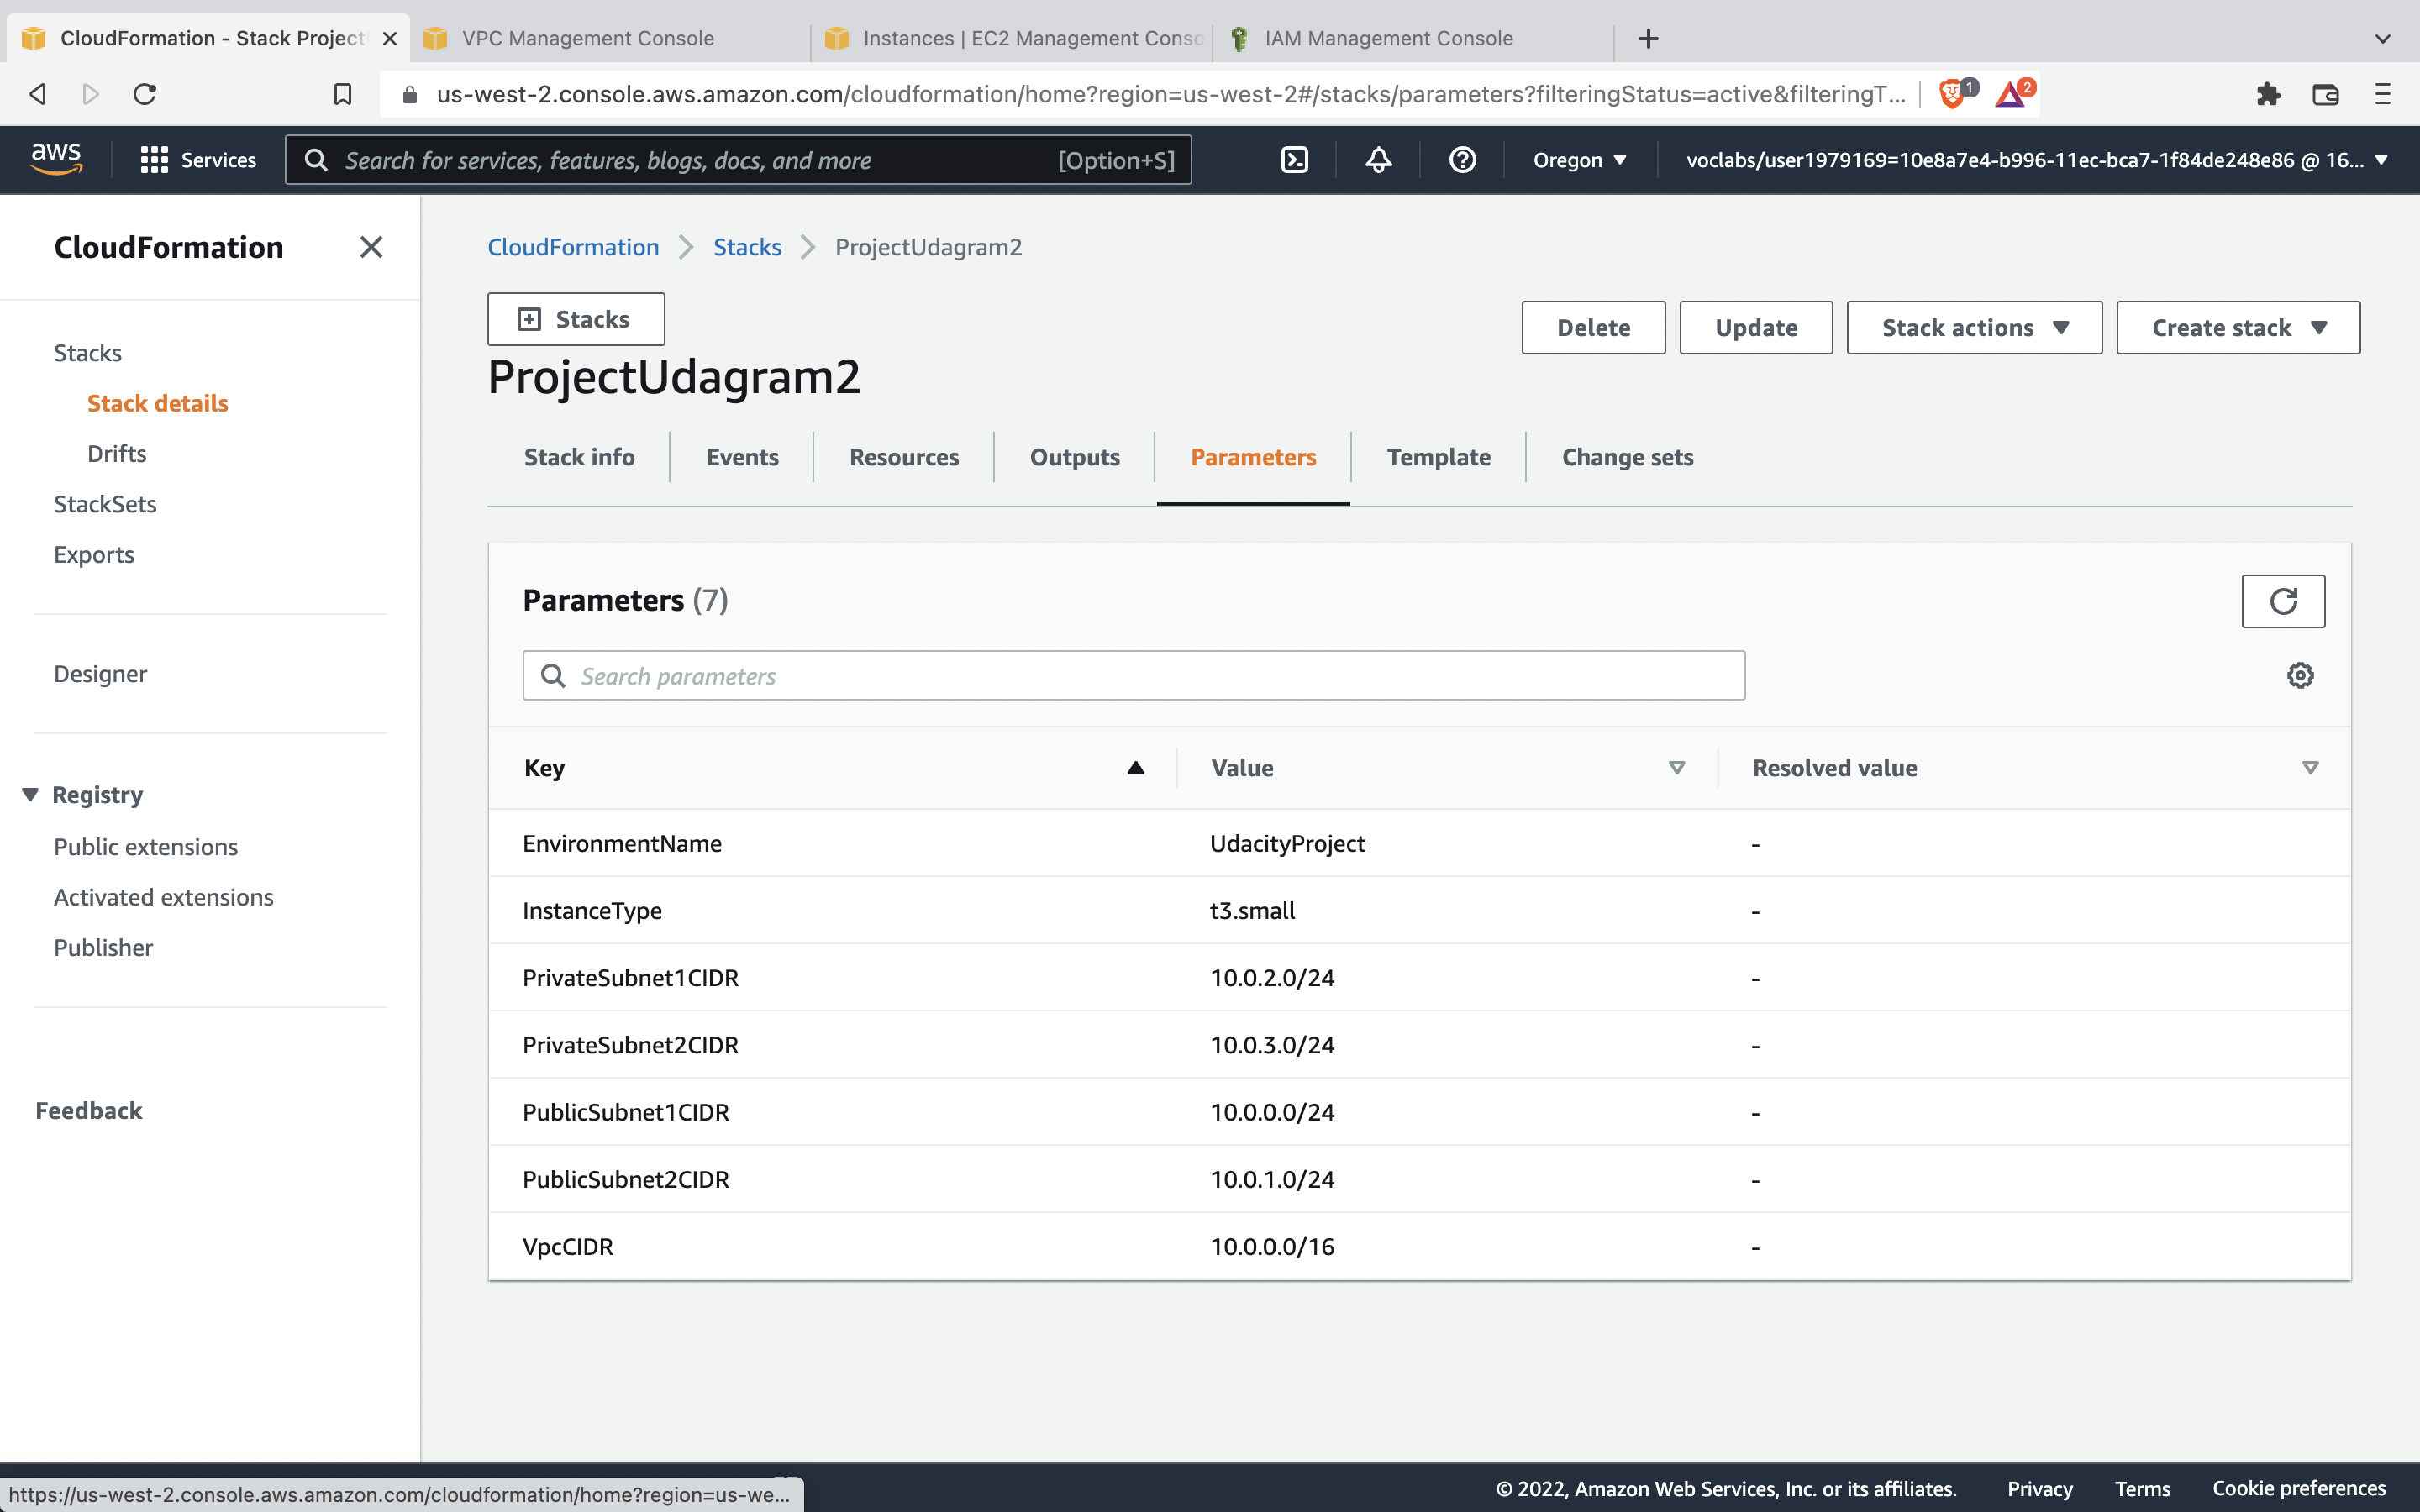 CloudFormation - Stack Project
VPC Management Console
Instances | EC2 Management Conso
IAM Management Console
us-west-2.console.aws.amazon.com/cloudformation/home?region=us-west-2#/stacks/parameters?filteringStatus=active&filteringT...
1
2
aws
Services
Search for services, features, blogs, docs, and more
[Option+S]
Oregon
voclabs/user1979169=10e8a7e4-b996-11ec-bca7-1f84de248e86 @ 16...
CloudFormation
Stacks
Stack details
Drifts
StackSets
Exports
Designer
Registry
Public extensions
Activated extensions
Publisher
Feedback
CloudFormation
Stacks
ProjectUdagram2
Stacks
Delete
Update
Stack actions
Create stack
ProjectUdagram2
Stack info
Events
Resources
Outputs
Parameters
Template
Change sets
Parameters (7)
Search parameters
Key Value Resolved value
EnvironmentName UdacityProject -
InstanceType t3.small -
PrivateSubnet1CIDR 10.0.2.0/24 -
PrivateSubnet2CIDR 10.0.3.0/24 -
PublicSubnet1CIDR 10.0.0.0/24 -
PublicSubnet2CIDR 10.0.1.0/24 -
VpcCIDR 10.0.0.0/16 -
https://us-west-2.console.aws.amazon.com/cloudformation/home?region=us-we...
© 2022, Amazon Web Services, Inc. or its affiliates.
Privacy
Terms
Cookie preferences